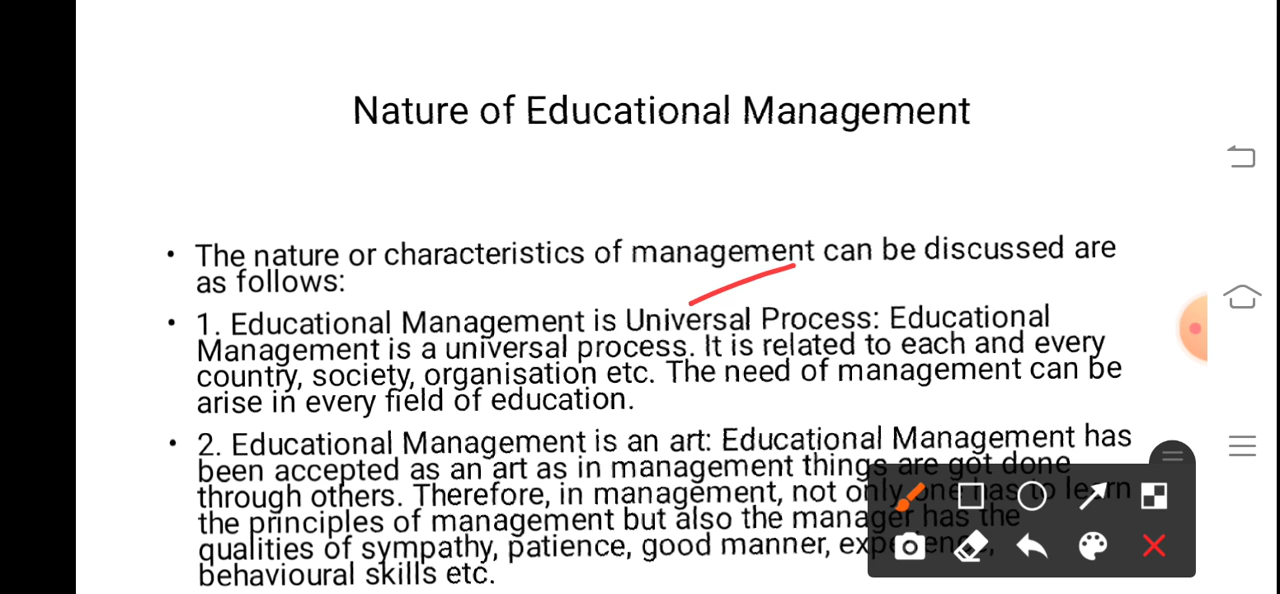 Nature of Educational Management
• The nature or characteristics of management can be discussed are
as follows:
• 1. Educational Management is Universal Process: Educational
Management is a universal process. It is related to each and every
country, society, organisation etc. The need of management can be
arise in every field of education.
• 2. Educational Management is an art: Educational Management has
been accepted as an art as in management things are got done
through others. Therefore, in management, not only one has to learn
the principles of management but also the manager has the
qualities of sympathy, patience, good manner, experience,
behavioural skills etc.